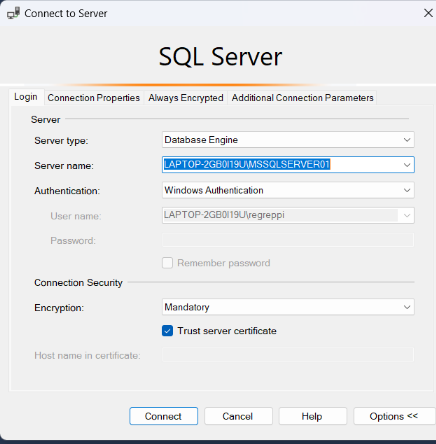 Connect to Server
SQL Server
Login Connection Properties Always Encrypted Additional Connection Parameters
Server
Server type: Database Engine
Server name: LAPTOP-2GB0I19U\MSSQLSERVER01
Authentication: Windows Authentication
User name: LAPTOP-2GB0I19U\regreppi
Password:
Remember password
Connection Security
Encryption: Mandatory
Trust server certificate
Host name in certificate:
Connect Cancel Help Options <<